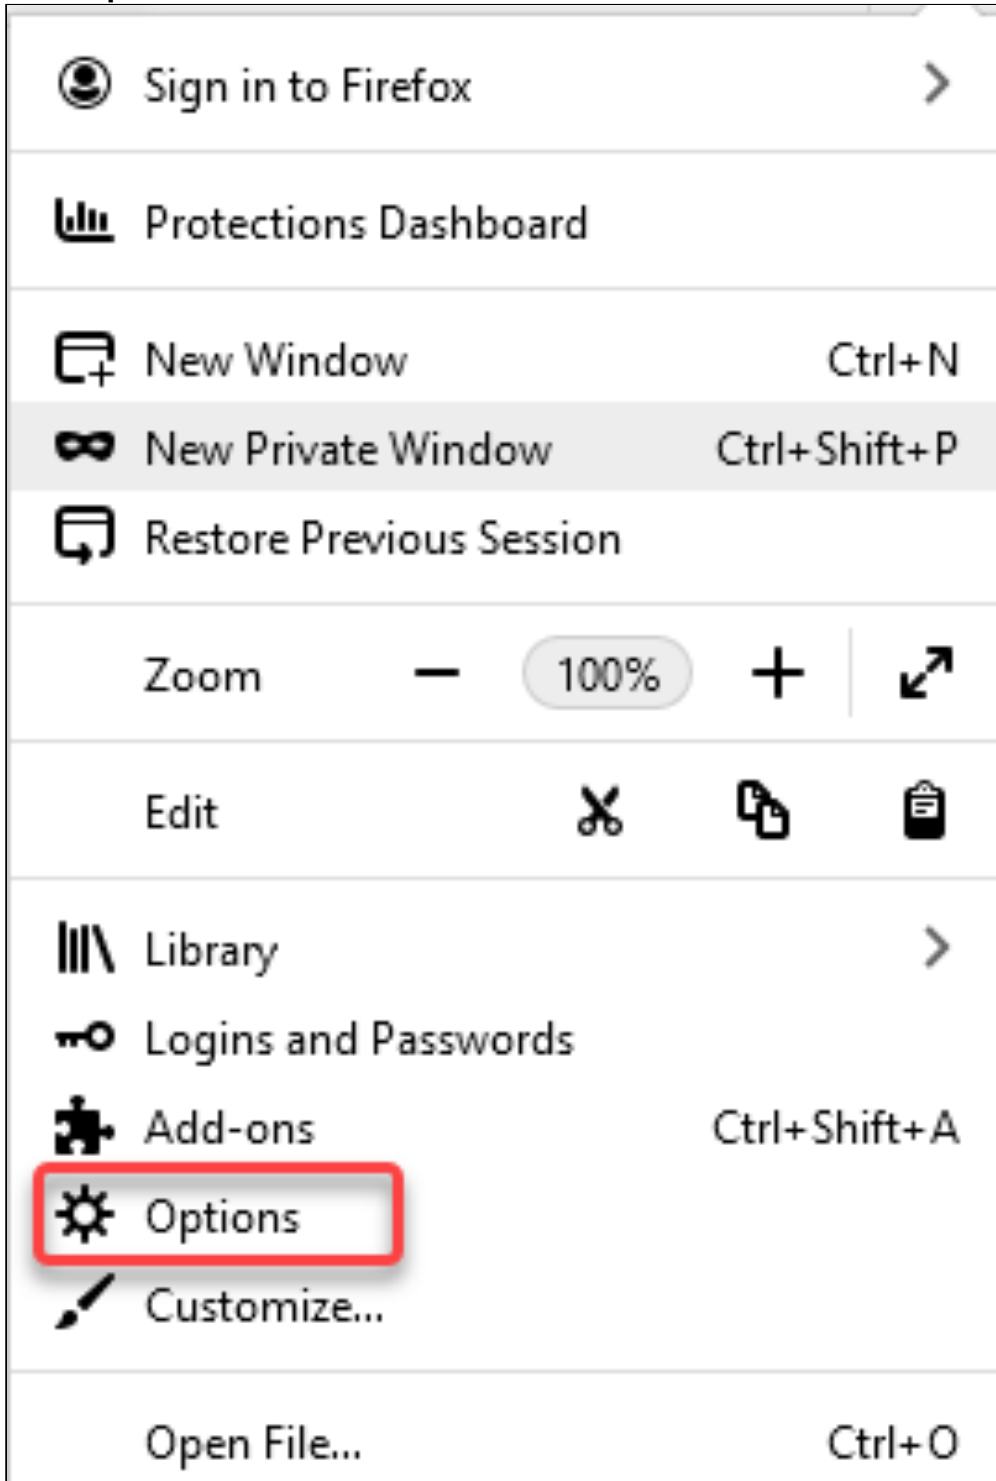 Sign in to Firefox
Protections Dashboard
New Window Ctrl+N
New Private Window Ctrl+Shift+P
Restore Previous Session
Zoom 100%
Edit
Library
Logins and Passwords
Add-ons Ctrl+Shift+A
Options
Customize...
Open File... Ctrl+O